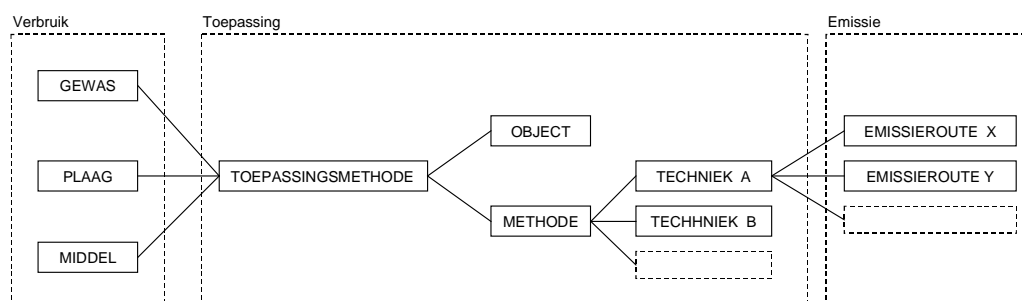 Verbruik
Toepassing
Emissie
GEWAS
PLAAG
MIDDEL
TOEPASSINGSMETHODE
OBJECT
METHODE
TECHNIEK A
TECHHNIEK B
EMISSIEROUTE X
EMISSIEROUTE Y